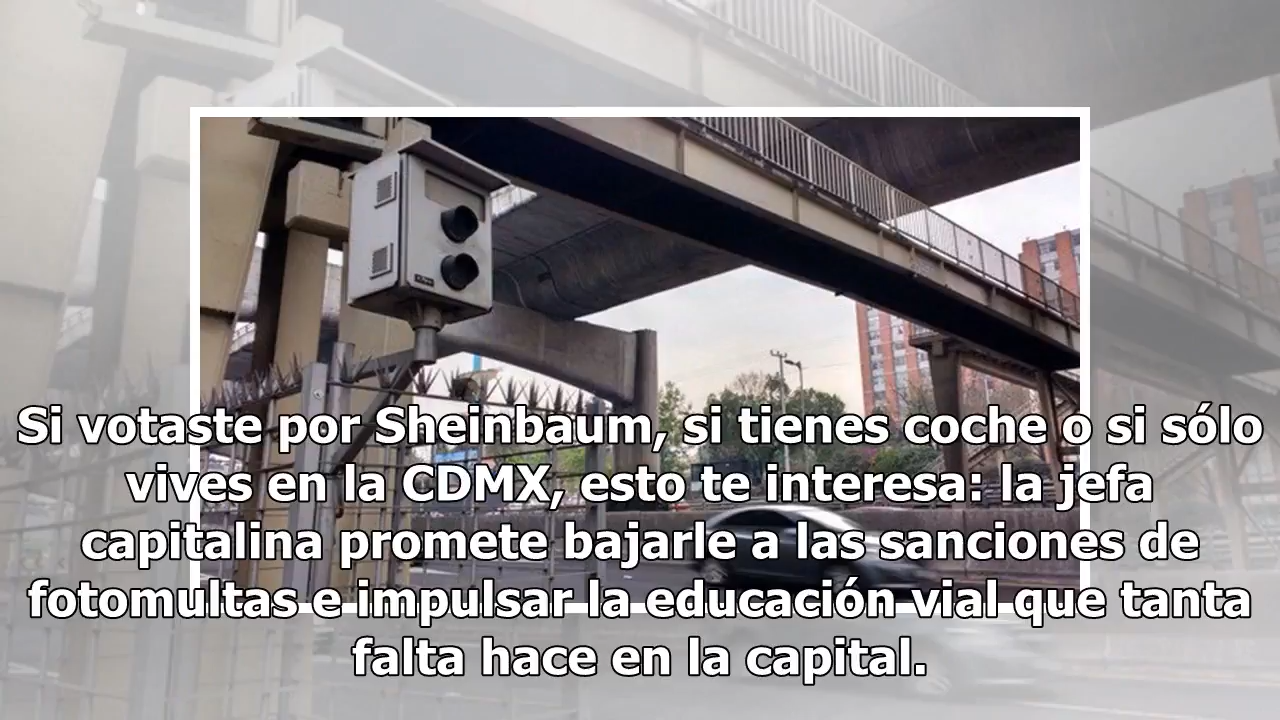 Si votaste por Sheinbaum, si tienes coche o si sólo
vives en la CDMX, esto te interesa: la jefa
capitalina promete bajarle a las sanciones de
fotomultas e impulsar la educación vial que tanta
falta hace en la capital.